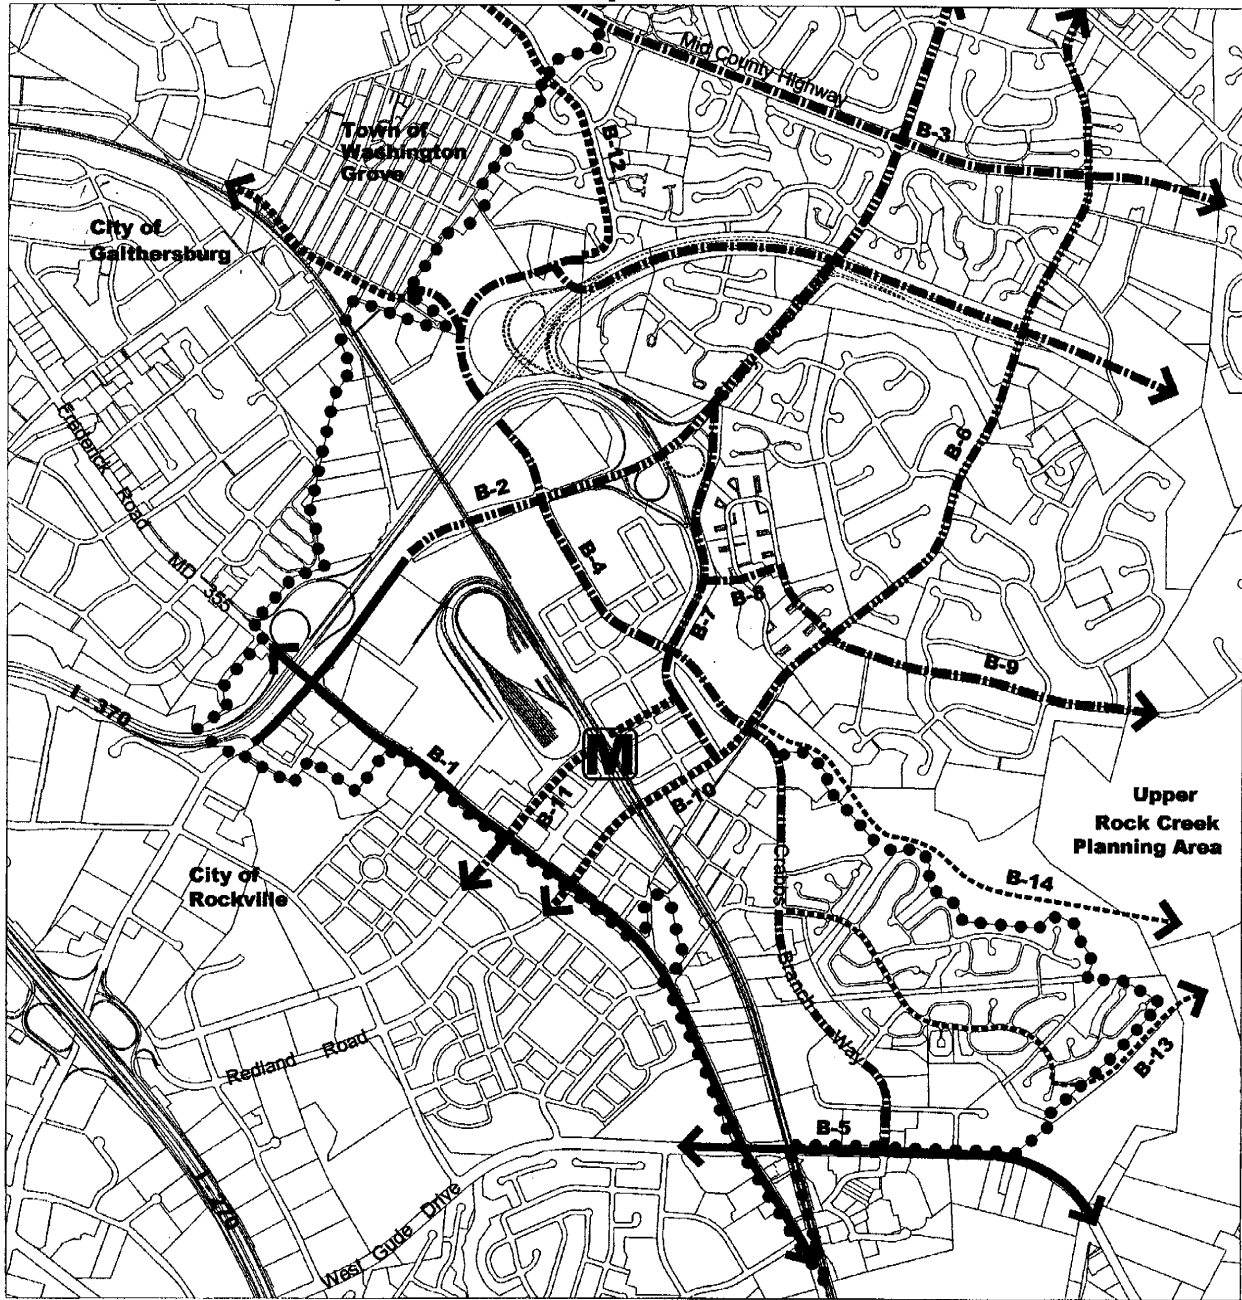 Mid County Highway
B-3
Town of
Washington
Grove
B-12
City of
Gaithersburg
B-6
Frederick Road MD 355
B-2
B-4
B-6
B-7
B-9
I - 370
M
B-1
B-11
B-10
Upper
Rock Creek
Planning Area
City of
Rockville
B-14
Crabbs Branch Way
Redland Road
B-13
B-5
I-270
West Gude Drive